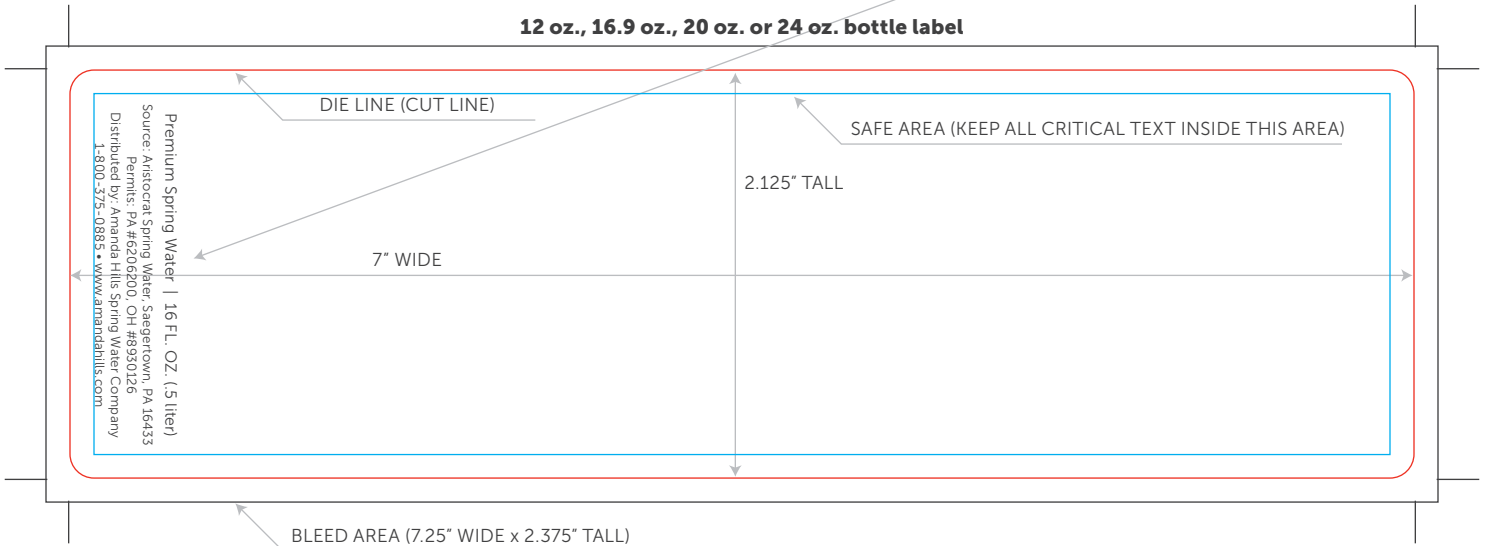 12 oz., 16.9 oz., 20 oz. or 24 oz. bottle label
DIE LINE (CUT LINE)
SAFE AREA (KEEP ALL CRITICAL TEXT INSIDE THIS AREA)
2.125" TALL
7" WIDE
Premium Spring Water | 16 FL. OZ. (.5 liter)
Source: Aristocrat Spring Water, Saegertown, PA 16433
Permits: PA #6206200, OH #8930126
Distributed by: Amanda Hills Spring Water Company
1-800-375-0885 • www.amandahills.com
BLEED AREA (7.25" WIDE x 2.375" TALL)